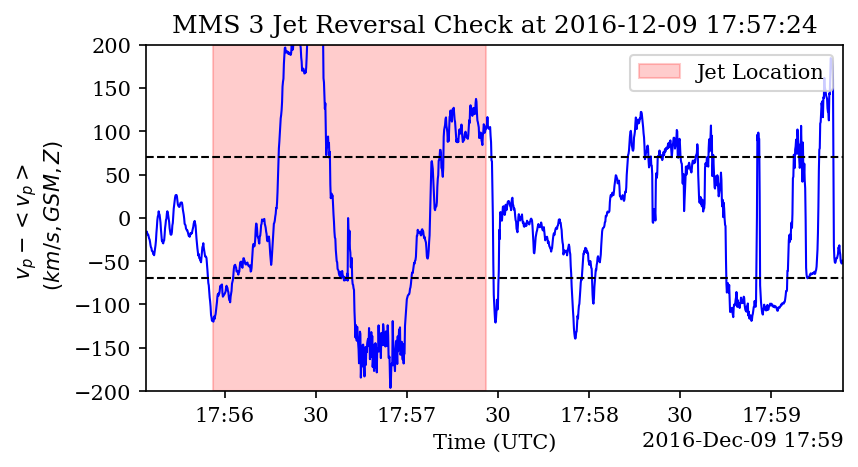 MMS 3 Jet Reversal Check at 2016-12-09 17:57:24
200
150
100
50
0
−50
−100
−150
−200
v_p − < v_p >
(km/s, GSM, Z)
Jet Location
17:56
30
17:57
30
17:58
30
17:59
Time (UTC)
2016-Dec-09 17:59